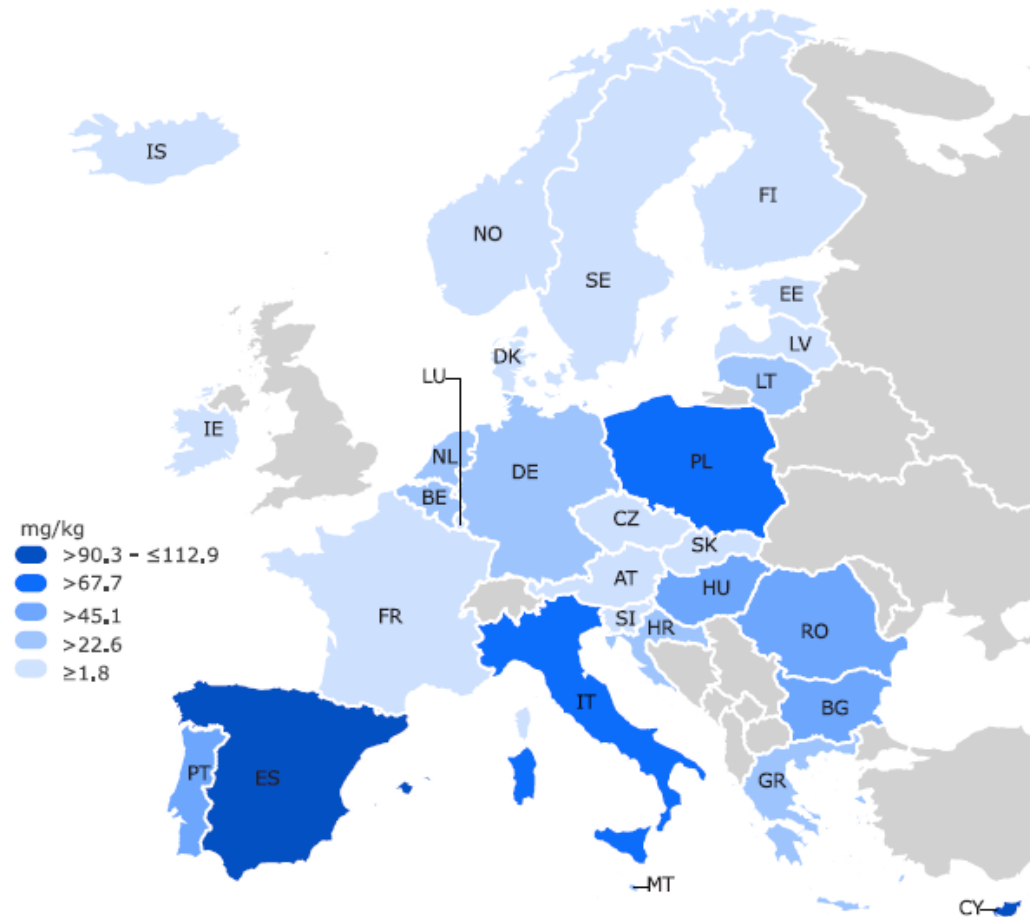 IS
FI
NO
SE
EE
DK
LV
LU
LT
IE
NL
PL
DE
BE
CZ
mg/kg
SK
>90.3 – ≤112.9
AT
>67.7
HU
>45.1
FR
SI
HR
RO
>22.6
≥1.8
IT
BG
PT
ES
GR
MT
CY